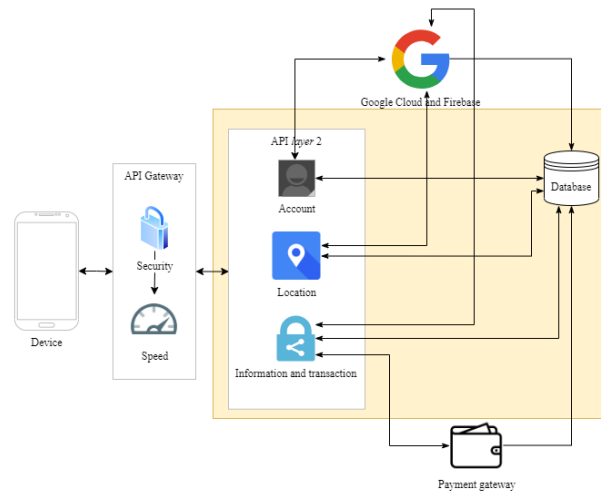 Google Cloud and Firebase
API layer 2
API Gateway
Account
Database
Security
Location
Device
Speed
Information and transaction
Payment gateway